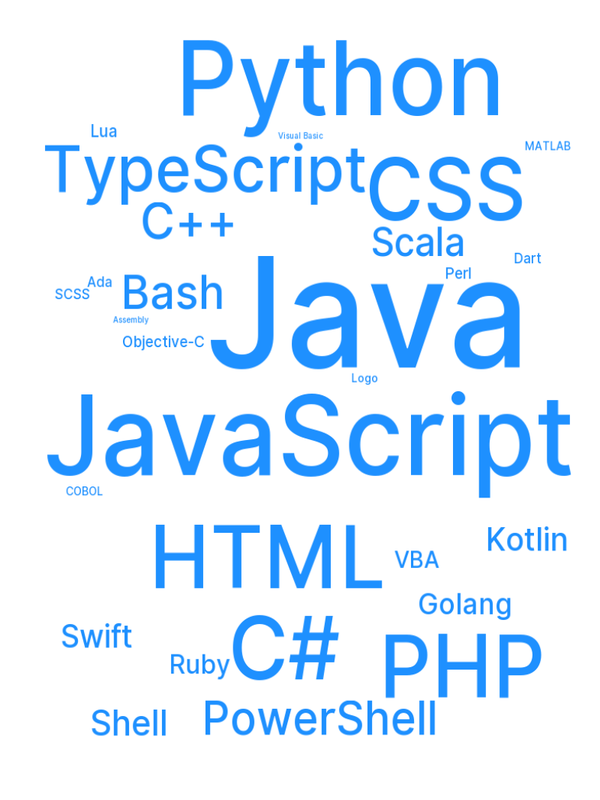 Python
Lua
Visual Basic
MATLAB
TypeScript
CSS
C++
Scala
Dart
Perl
Ada
SCSS
Bash
Java
Assembly
Objective-C
Logo
JavaScript
COBOL
HTML
Kotlin
VBA
Golang
Swift
C#
Ruby
PHP
Shell
PowerShell